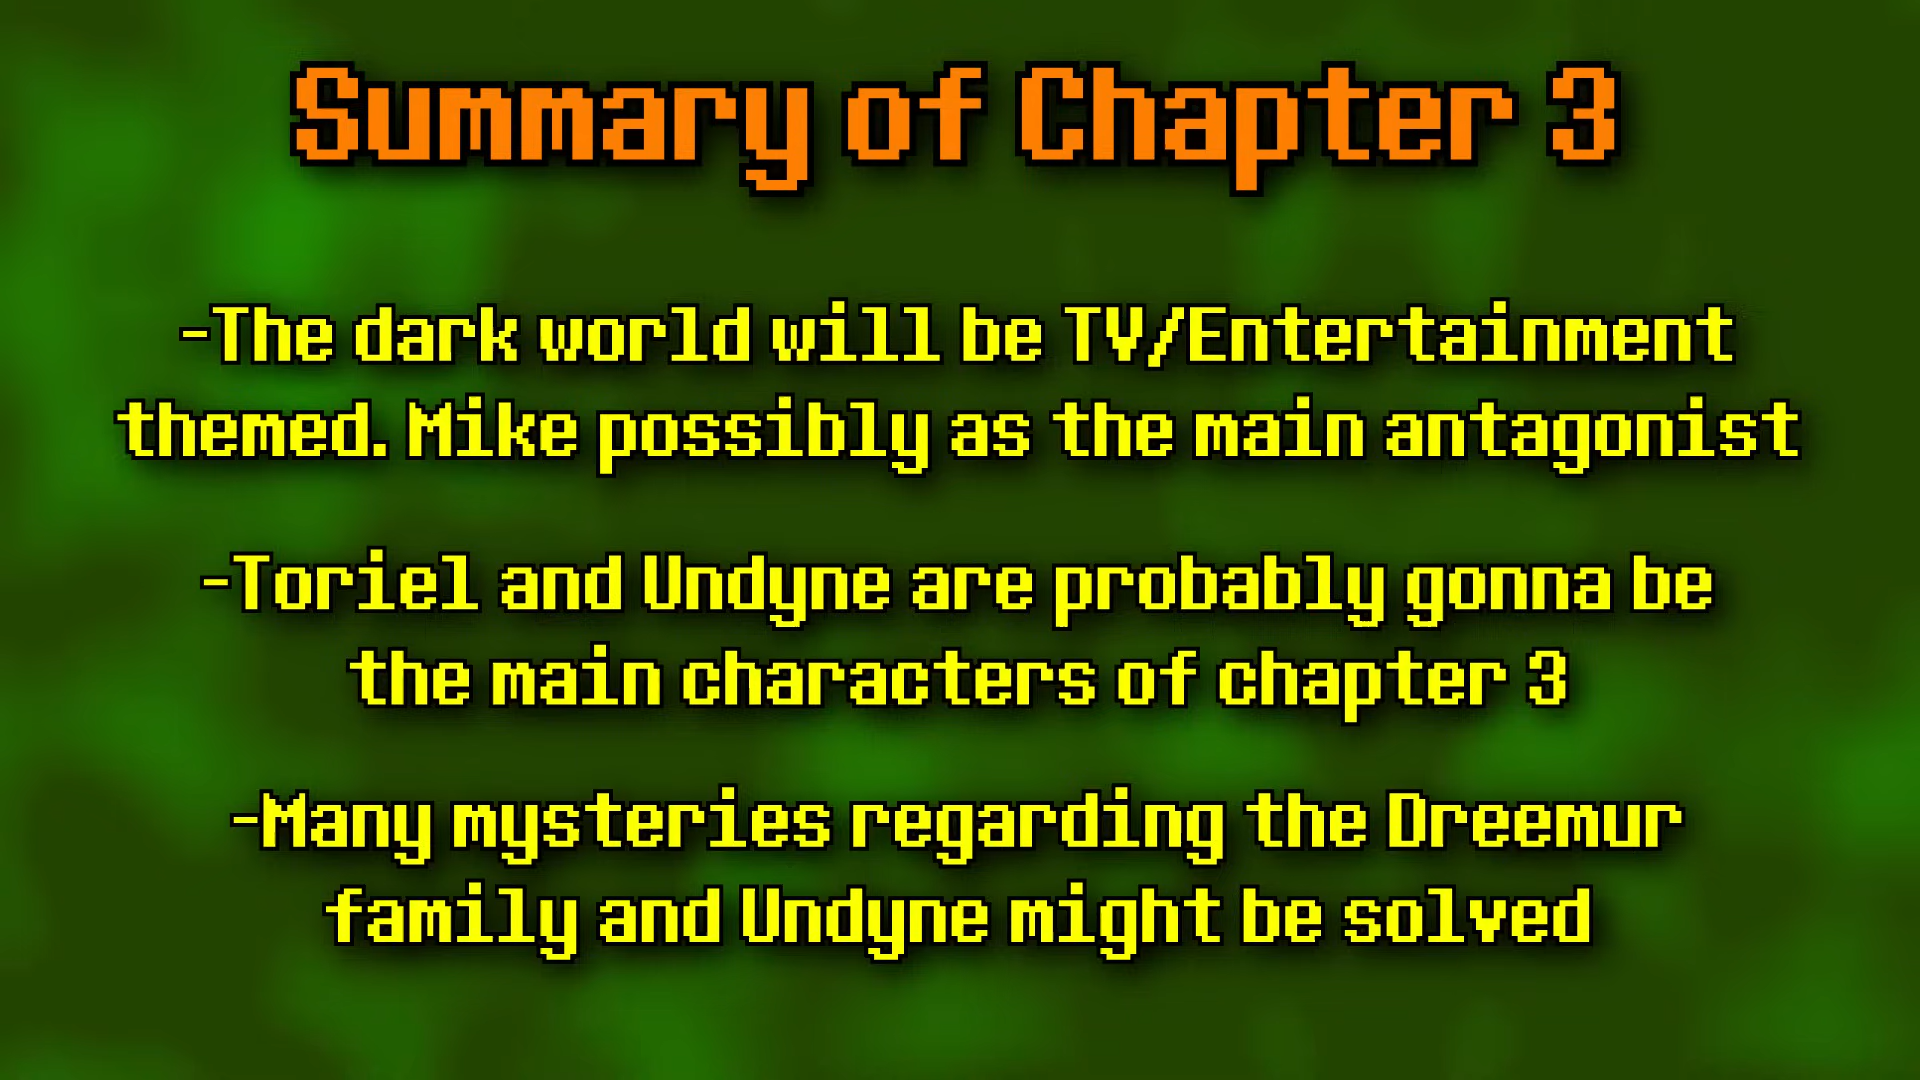 Summary of Chapter 3
-The dark world will be TV/Entertainment
themed. Mike possibly as the main antagonist
-Toriel and Undyne are probably gonna be
the main characters of chapter 3
-Many mysteries regarding the Dreemur
family and Undyne might be solved